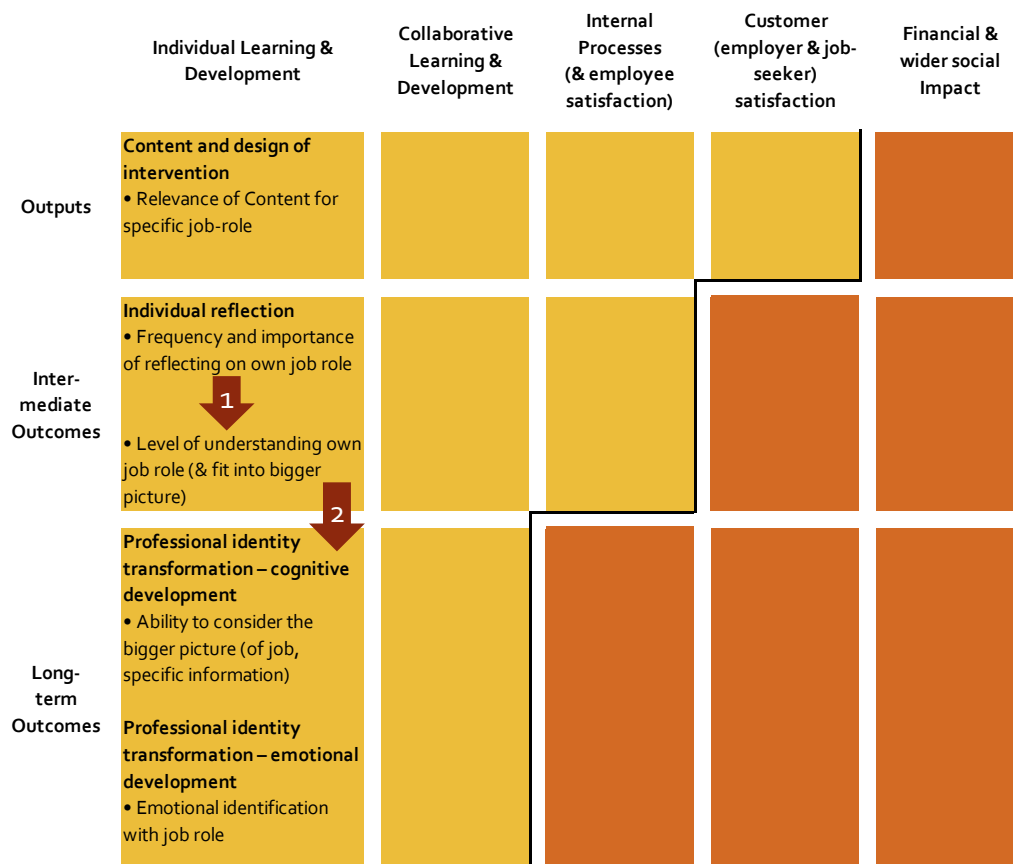 Individual Learning &
Development
Collaborative
Learning &
Development
Internal
Processes
(& employee
satisfaction)
Customer
(employer & job-
seeker)
satisfaction
Financial &
wider social
Impact
Outputs
Content and design of
intervention
• Relevance of Content for
specific job-role
Inter-
mediate
Outcomes
Individual reflection
• Frequency and importance
of reflecting on own job role
1
• Level of understanding own
job role (& fit into bigger
picture)
2
Long-
term
Outcomes
Professional identity
transformation – cognitive
development
• Ability to consider the
bigger picture (of job,
specific information)
Professional identity
transformation – emotional
development
• Emotional identification
with job role